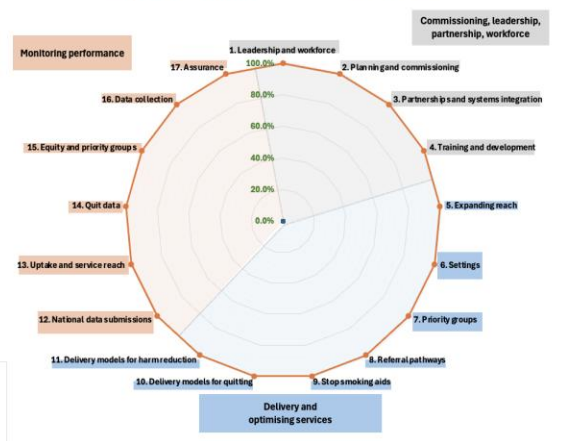 Commissioning, leadership,
partnership, workforce
Monitoring performance
1. Leadership and workforce
17. Assurance
100.0%
2. Planning and commissioning
16. Data collection
80.0%
3. Partnerships and systems integration
60.0%
15. Equity and priority groups
4. Training and development
40.0%
20.0%
14. Quit data
5. Expanding reach
0.0%
13. Uptake and service reach
6. Settings
12. National data submissions
7. Priority groups
11. Delivery models for harm reduction
8. Referral pathways
10. Delivery models for quitting
9. Stop smoking aids
Delivery and
optimising services